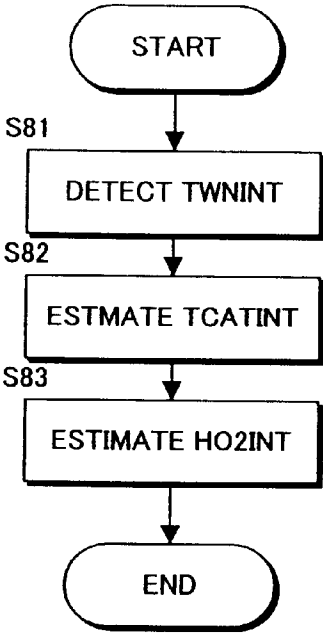 START
S81
DETECT TWNINT
S82
ESTMATE TCATINT
S83
ESTIMATE HO2INT
END